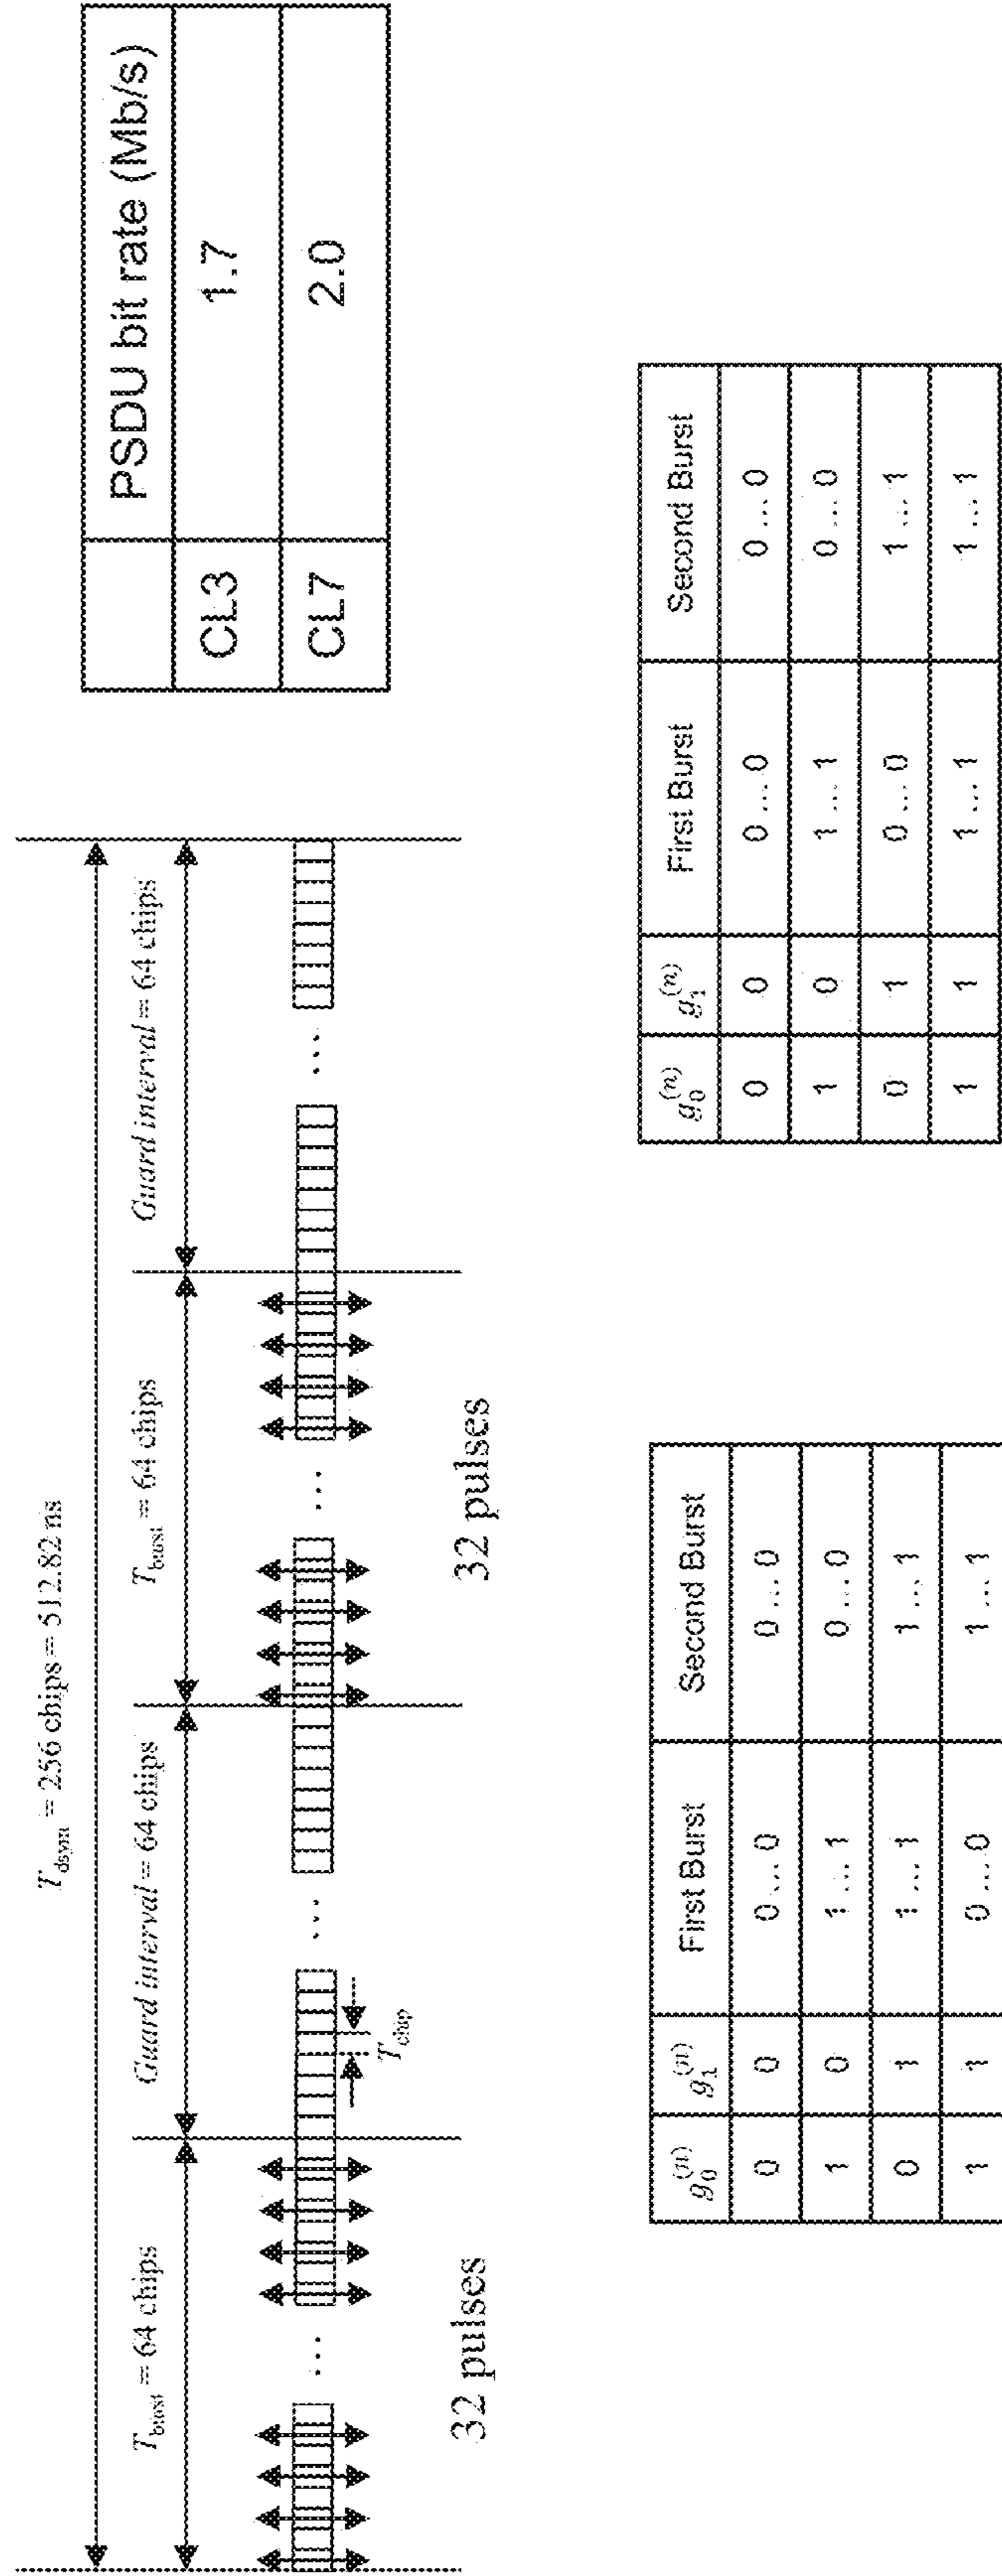 T_dsym = 256 chips = 512.82 ns
T_burst = 64 chips
Guard interval = 64 chips
T_burst = 64 chips
Guard interval = 64 chips
... ... ... ...
T_chip
32 pulses
32 pulses
PSDU bit rate (Mb/s)
CL3 1.7
CL7 2.0
g_0^(n) g_1^(n) First Burst Second Burst
0 0 0 ... 0 0 ... 0
1 0 1 ... 1 0 ... 0
0 1 1 ... 1 1 ... 1
1 1 0 ... 0 1 ... 1
g_0^(n) g_1^(n) First Burst Second Burst
0 0 0 ... 0 0 ... 0
1 0 1 ... 1 0 ... 0
0 1 0 ... 0 1 ... 1
1 1 1 ... 1 1 ... 1